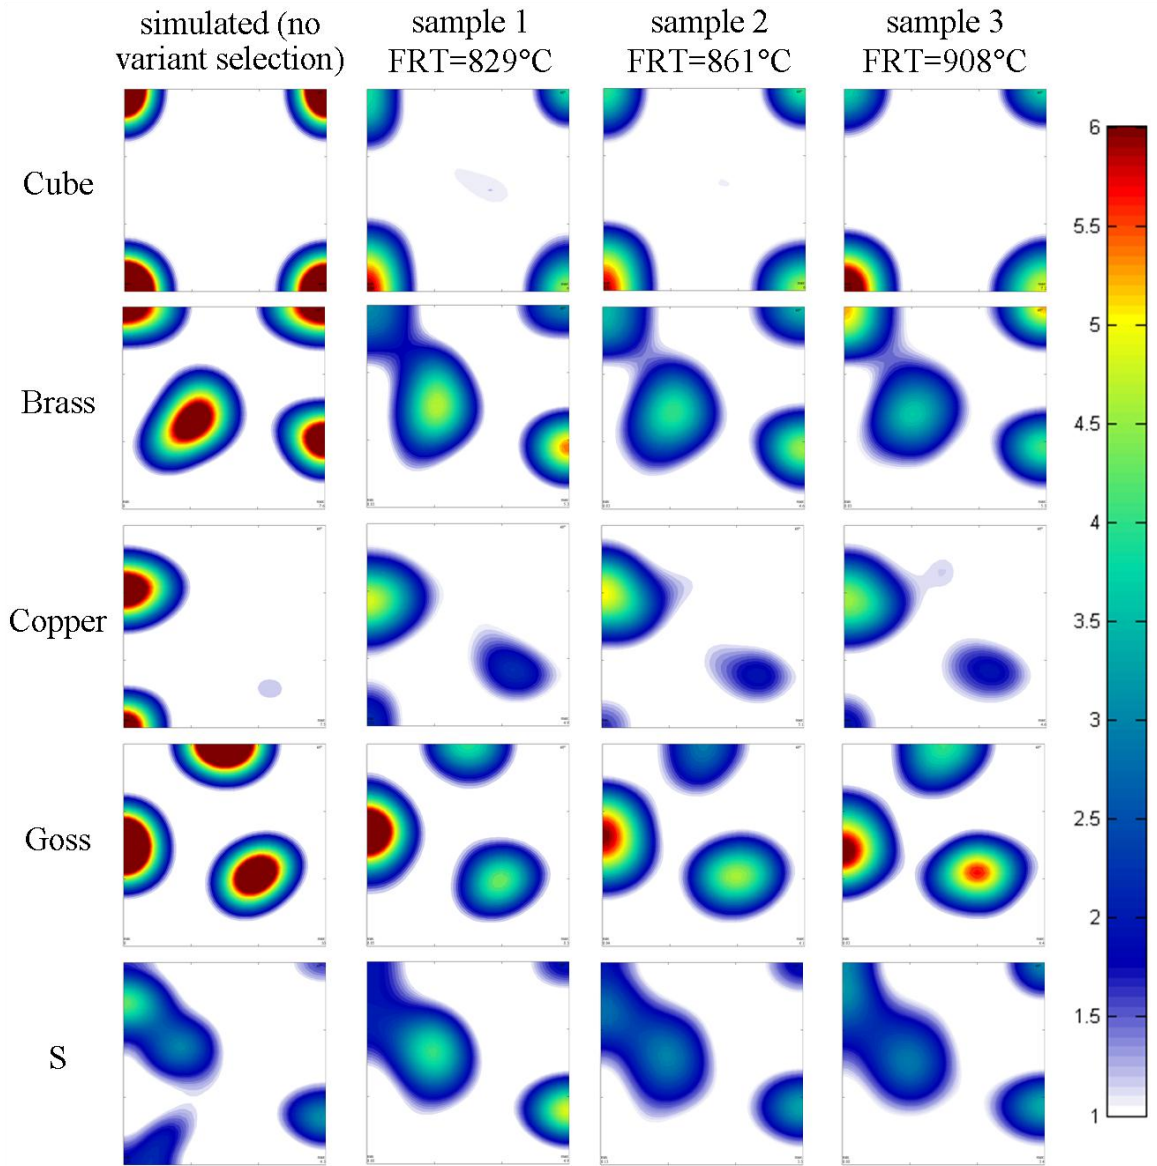 simulated (no
variant selection)
sample 1
FRT=829°C
sample 2
FRT=861°C
sample 3
FRT=908°C
Cube
Brass
Copper
Goss
S
6
5.5
5
4.5
4
3.5
3
2.5
2
1.5
1